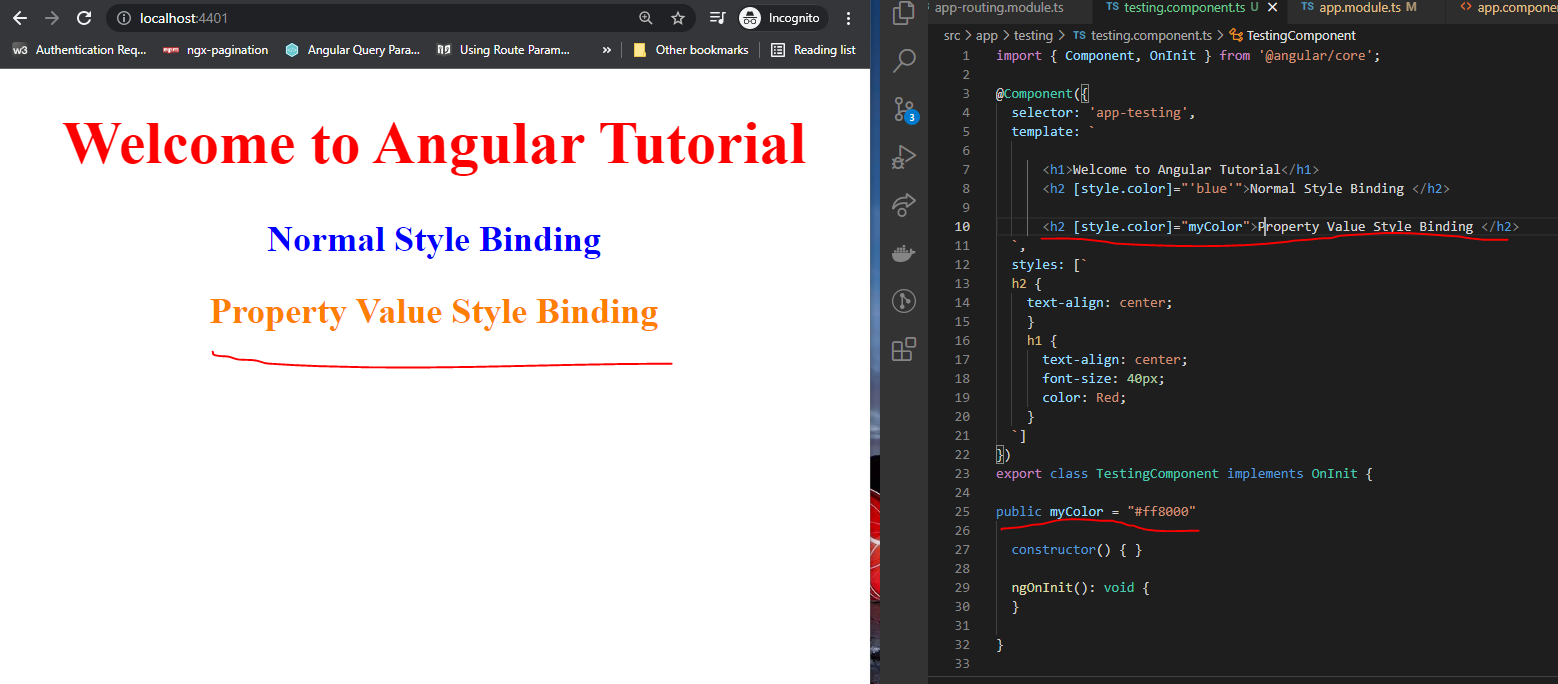 localhost:4401
Incognito
w3 Authentication Req...
npm ngx-pagination
Angular Query Para...
Using Route Param...
»
Other bookmarks
Reading list
Welcome to Angular Tutorial
Normal Style Binding
Property Value Style Binding
3
app-routing.module.ts
TS testing.component.ts U
TS app.module.ts M
<> app.compone
src > app > testing > TS testing.component.ts > TestingComponent
1 import { Component, OnInit } from '@angular/core';
2
3 @Component({
4 selector: 'app-testing',
5 template: `
6
7 <h1>Welcome to Angular Tutorial</h1>
8 <h2 [style.color]="'blue'">Normal Style Binding </h2>
9
10 <h2 [style.color]="myColor">Property Value Style Binding </h2>
11 `,
12 styles: [`
13 h2 {
14 text-align: center;
15 }
16 h1 {
17 text-align: center;
18 font-size: 40px;
19 color: Red;
20 }
21 `]
22 })
23 export class TestingComponent implements OnInit {
24
25 public myColor = "#ff8000"
26
27 constructor() { }
28
29 ngOnInit(): void {
30 }
31
32 }
33